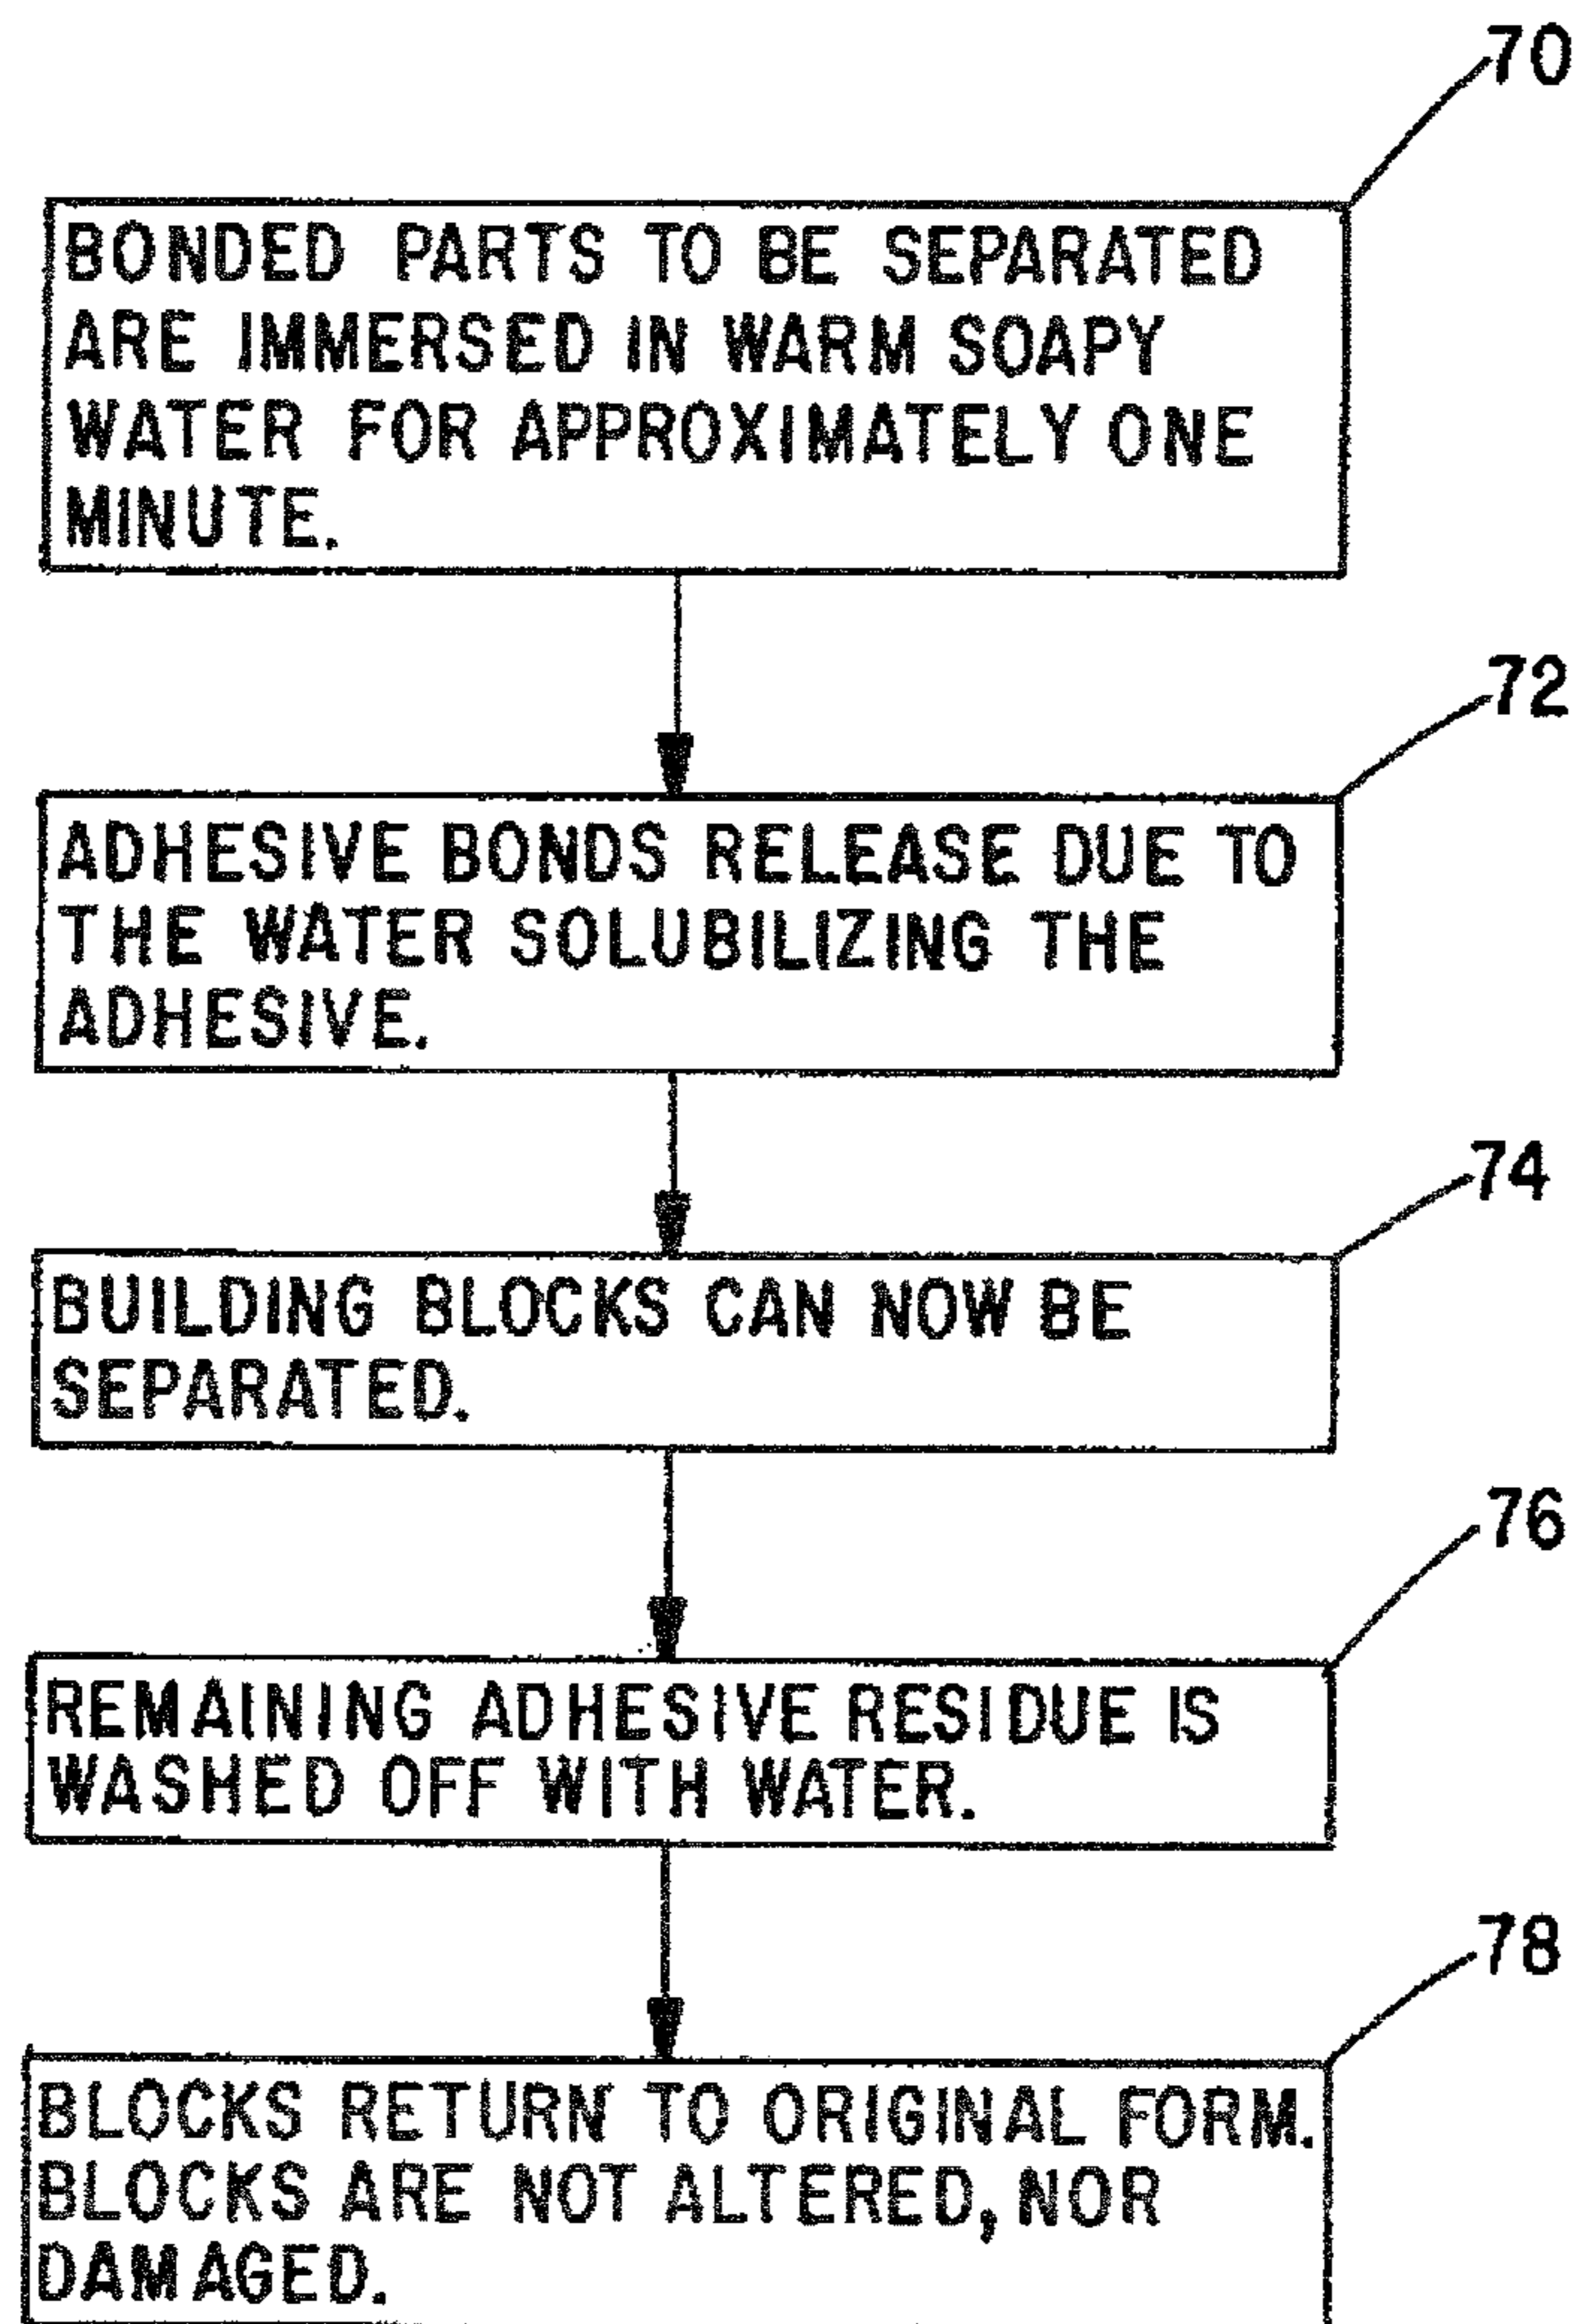 70
BONDED PARTS TO BE SEPARATED
ARE IMMERSED IN WARM SOAPY
WATER FOR APPROXIMATELY ONE
MINUTE.
72
ADHESIVE BONDS RELEASE DUE TO
THE WATER SOLUBILIZING THE
ADHESIVE.
74
BUILDING BLOCKS CAN NOW BE
SEPARATED.
76
REMAINING ADHESIVE RESIDUE IS
WASHED OFF WITH WATER.
78
BLOCKS RETURN TO ORIGINAL FORM.
BLOCKS ARE NOT ALTERED, NOR
DAMAGED.